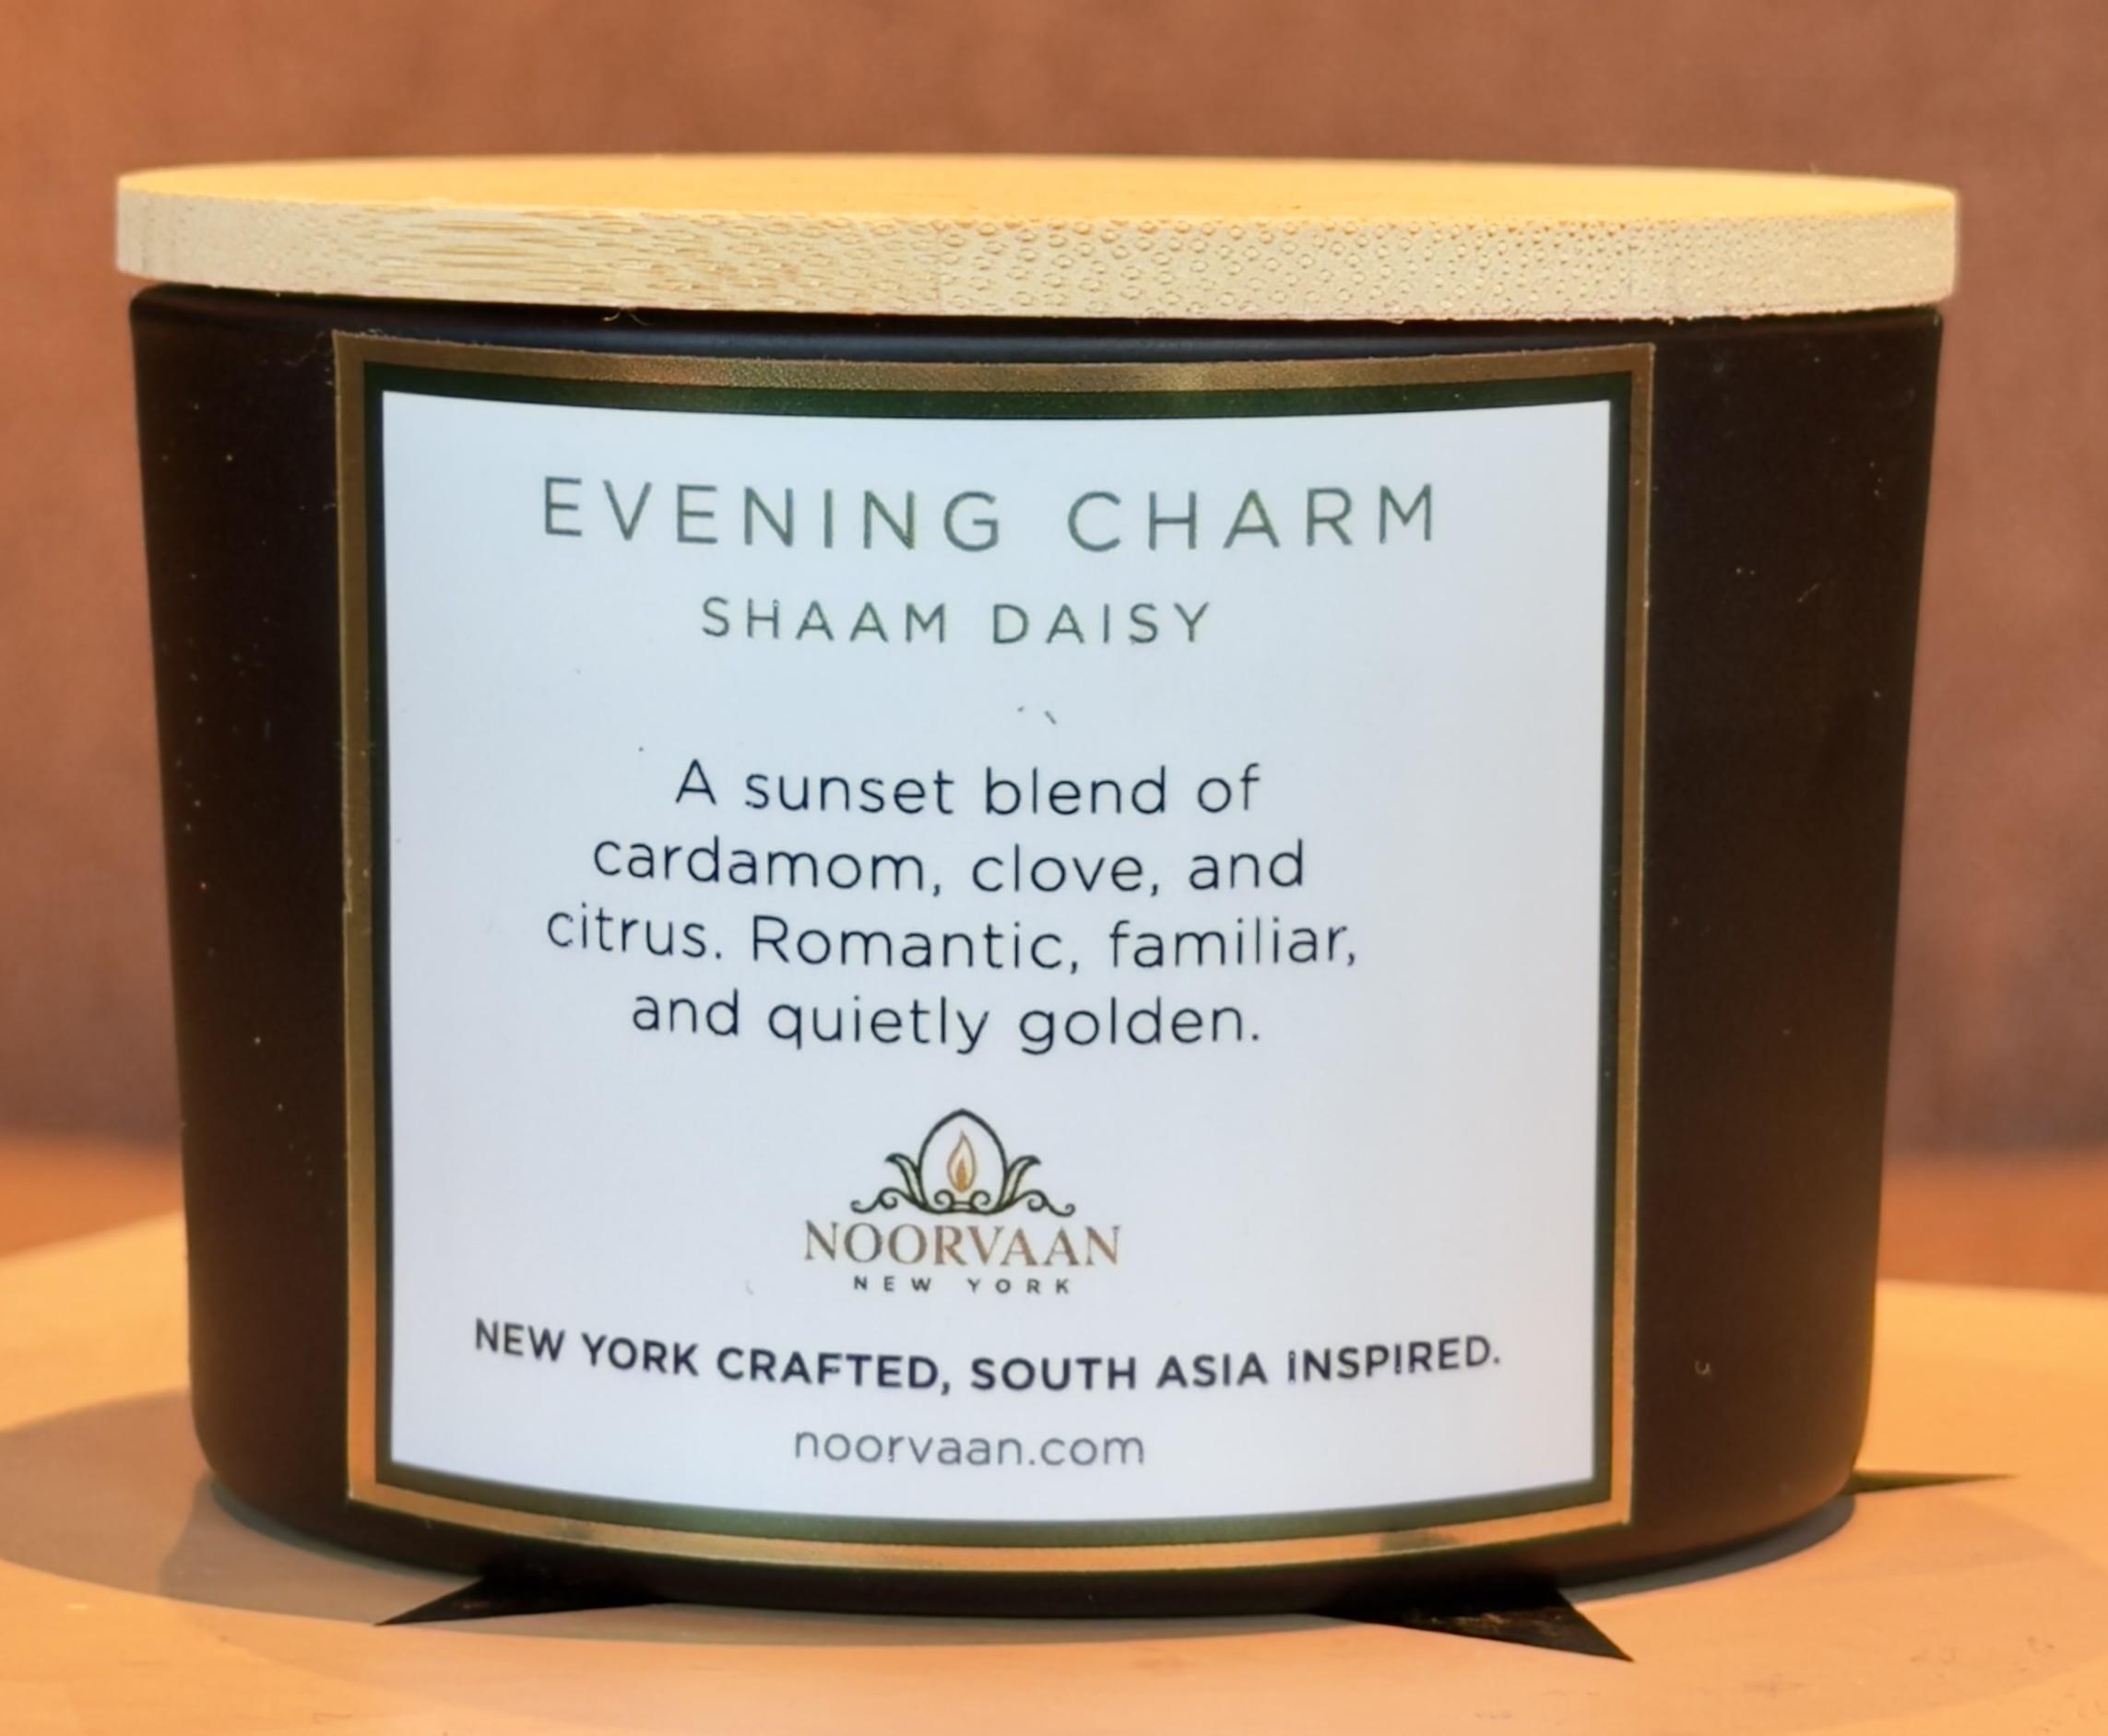 EVENING CHARM
SHAAM DAISY
A sunset blend of
cardamom, clove, and
citrus. Romantic, familiar,
and quietly golden.
NOORVAAN
NEW YORK
NEW YORK CRAFTED, SOUTH ASIA INSPIRED.
noorvaan.com